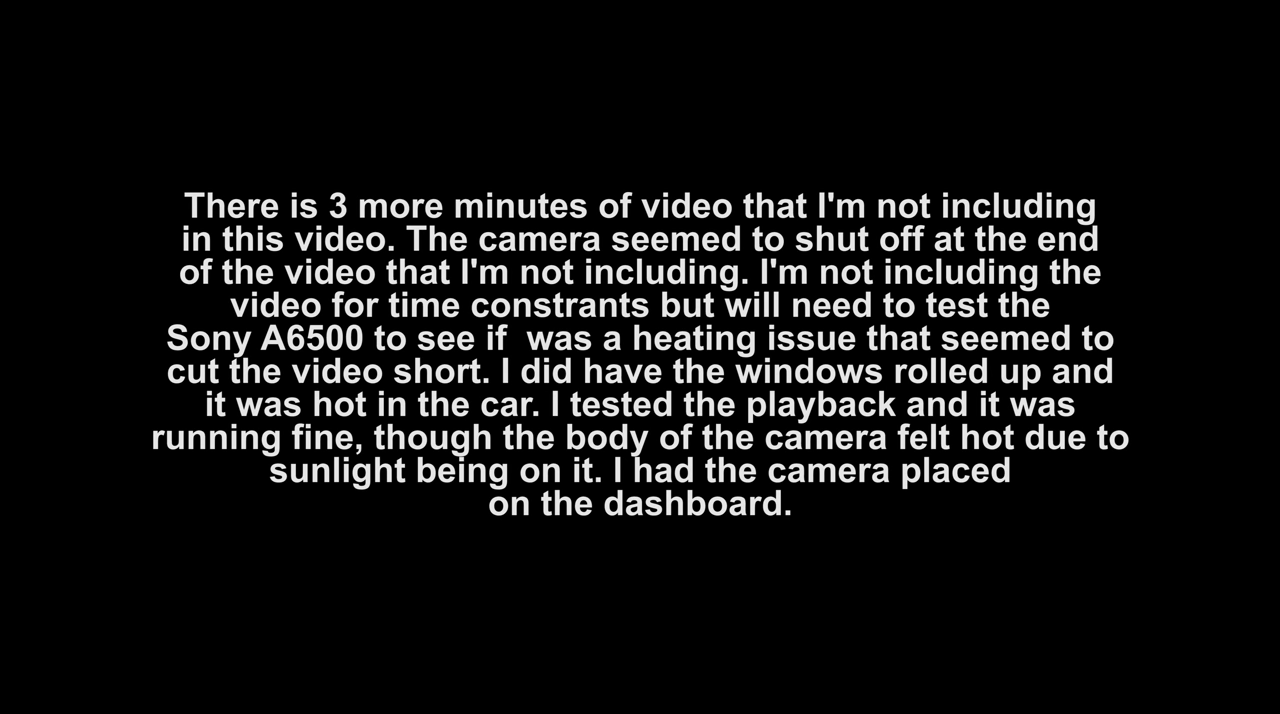 There is 3 more minutes of video that I'm not including
in this video. The camera seemed to shut off at the end
of the video that I'm not including. I'm not including the
video for time constrants but will need to test the
Sony A6500 to see if  was a heating issue that seemed to
cut the video short. I did have the windows rolled up and
it was hot in the car. I tested the playback and it was
running fine, though the body of the camera felt hot due to
sunlight being on it. I had the camera placed
on the dashboard.